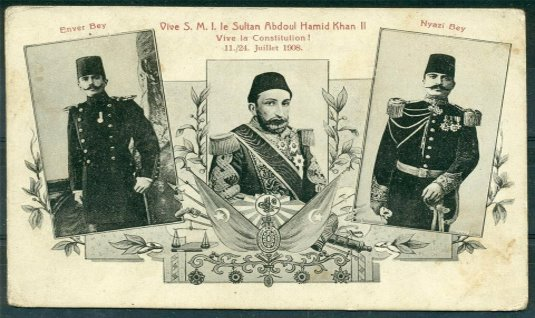 Enver Bey
Vive S. M. I. le Sultan Abdoul Hamid Khan II
Vive la Constitution!
11./24. Juillet 1908.
Nyazi Bey